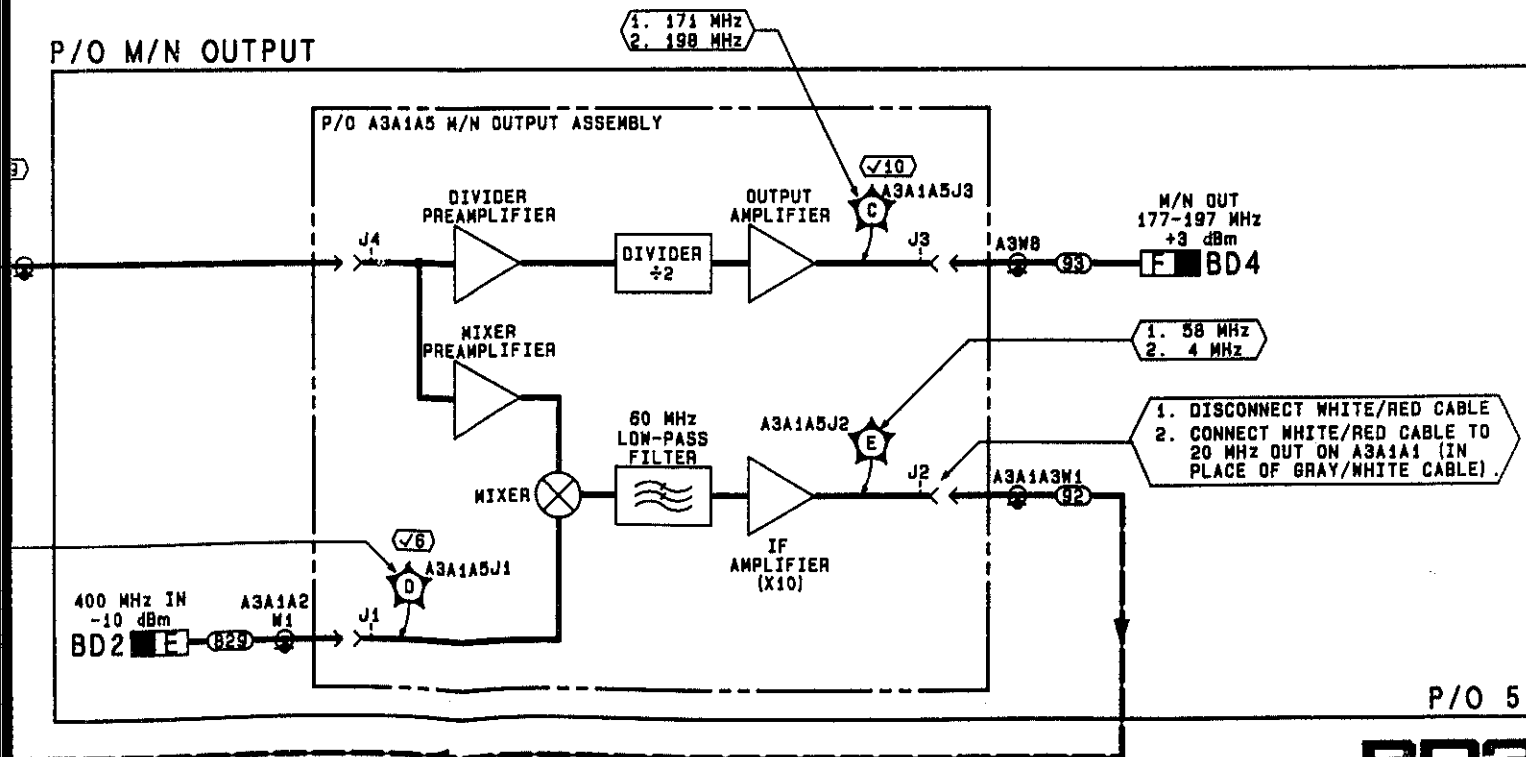 1. 171 MHz
2. 198 MHz
P/O M/N OUTPUT
P/O A3A1A5 M/N OUTPUT ASSEMBLY
√10
A3A1A5J3
C
DIVIDER
PREAMPLIFIER
OUTPUT
AMPLIFIER
M/N OUT
177-197 MHz
+3 dBm
J4
DIVIDER
÷2
J3
A3W8
93
F
BD4
MIXER
PREAMPLIFIER
1. 58 MHz
2. 4 MHz
60 MHz
LOW-PASS
FILTER
A3A1A5J2
E
1. DISCONNECT WHITE/RED CABLE
2. CONNECT WHITE/RED CABLE TO
20 MHz OUT ON A3A1A1 (IN
PLACE OF GRAY/WHITE CABLE).
J2
A3A1A3W1
92
MIXER
√6
A3A1A5J1
D
IF
AMPLIFIER
(X10)
400 MHz IN
-10 dBm
BD2
E
829
A3A1A2
W1
J1
P/O 5